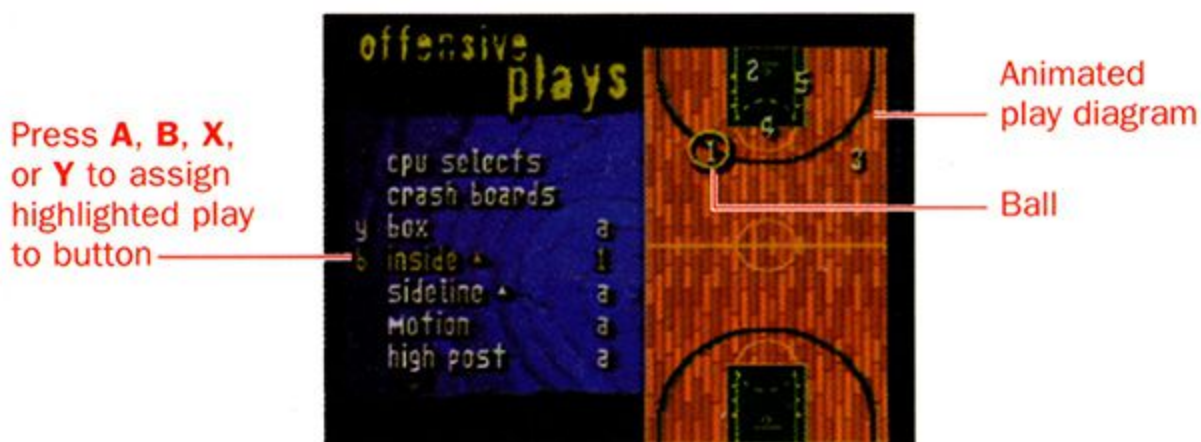 offensive
plays
Press A, B, X,
or Y to assign
highlighted play
to button
cpu selects
crash boards
y box a
b inside 1
sideline a
Motion a
high post a
2
5
4
1
3
Animated
play diagram
Ball